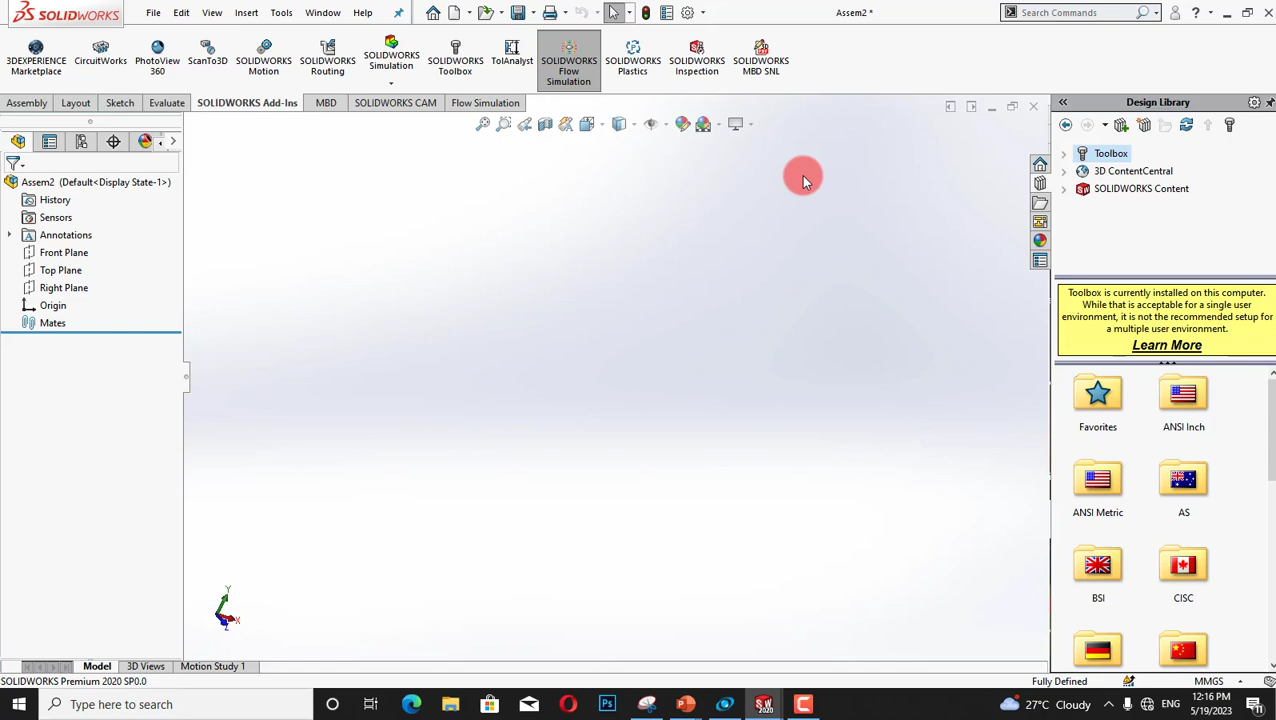 SOLIDWORKS File Edit View Insert Tools Window Help Assem2 * Search Commands ?
3DEXPERIENCE Marketplace
CircuitWorks
PhotoView 360
ScanTo3D
SOLIDWORKS Motion
SOLIDWORKS Routing
SOLIDWORKS Simulation
SOLIDWORKS Toolbox
TolAnalyst
SOLIDWORKS Flow Simulation
SOLIDWORKS Plastics
SOLIDWORKS Inspection
SOLIDWORKS MBD SNL
Assembly Layout Sketch Evaluate SOLIDWORKS Add-Ins MBD SOLIDWORKS CAM Flow Simulation
Assem2 (Default<Display State-1>)
History
Sensors
Annotations
Front Plane
Top Plane
Right Plane
Origin
Mates
Y
X
Z
Design Library
Toolbox
3D ContentCentral
SOLIDWORKS Content
Toolbox is currently installed on this computer.
While that is acceptable for a single user
environment, it is not the recommended setup for
a multiple user environment.
Learn More
Favorites ANSI Inch
ANSI Metric AS
BSI CISC
Model 3D Views Motion Study 1
SOLIDWORKS Premium 2020 SP0.0 Fully Defined MMGS
Type here to search
27°C Cloudy ENG 12:16 PM
5/19/2023